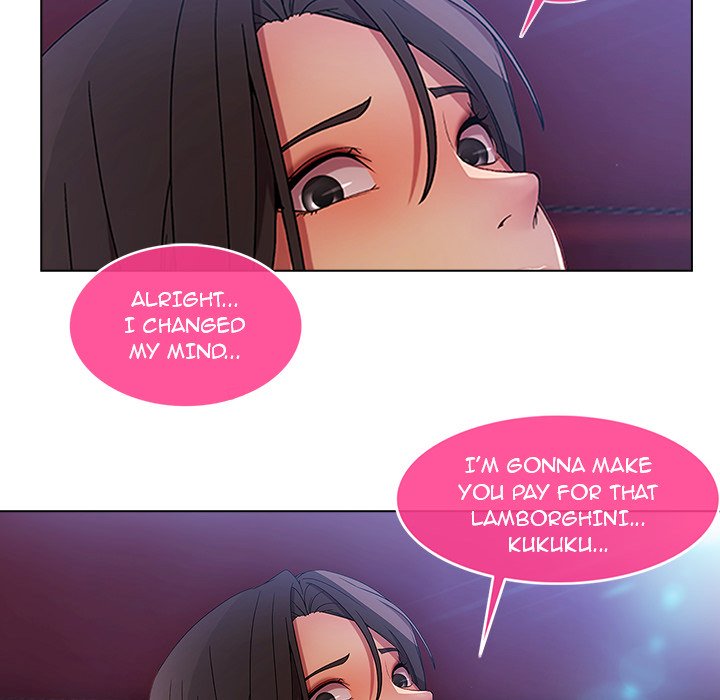 ALRIGHT...
I CHANGED
MY MIND...
I'M GONNA MAKE
YOU PAY FOR THAT
LAMBORGHINI...
KUKUKU...